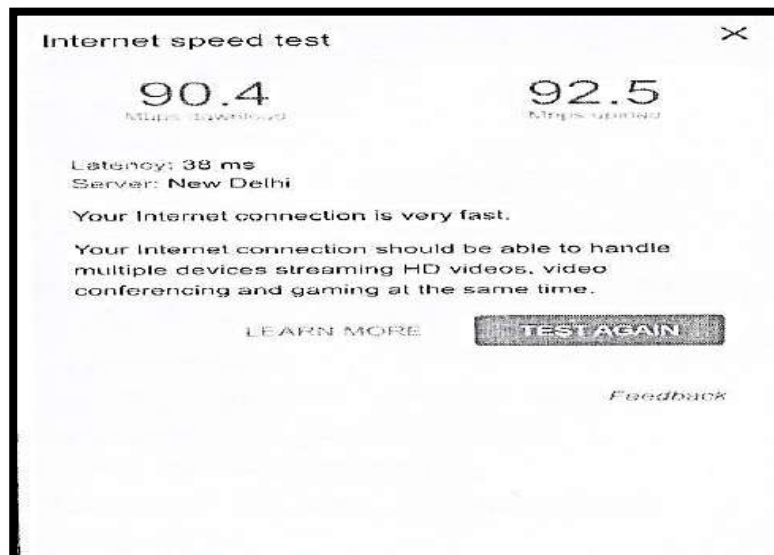 Internet speed test ×
90.4 92.5
Mbps download Mbps upload
Latency: 38 ms
Server: New Delhi
Your Internet connection is very fast.
Your Internet connection should be able to handle
multiple devices streaming HD videos, video
conferencing and gaming at the same time.
LEARN MORE TEST AGAIN
Feedback